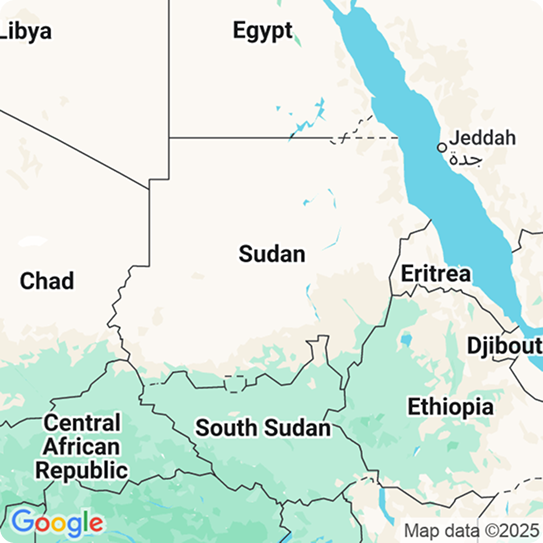 Libya
Egypt
Jeddah
جدة
Sudan
Chad
Eritrea
Djibout
Ethiopia
Central
African
Republic
South Sudan
Google
Map data ©2025